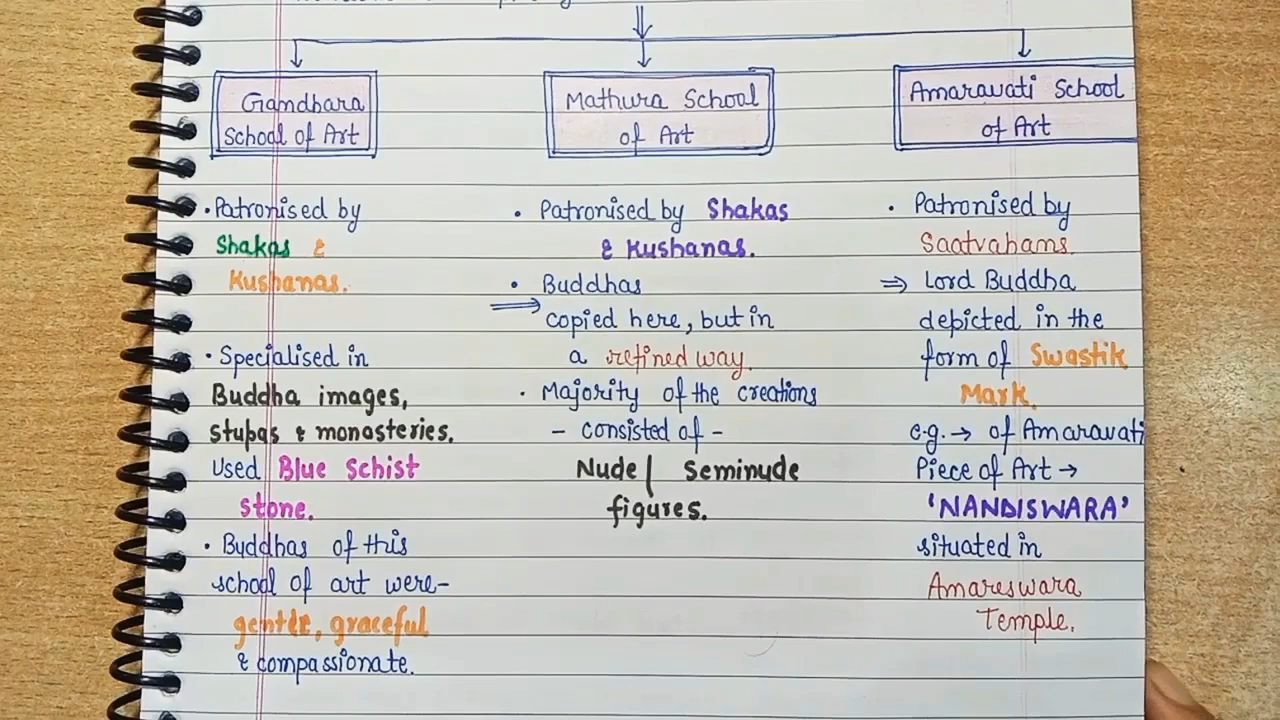 Gandhara
School of Art
• Patronised by
Shakas &
Kushanas.
• Specialised in
Buddha images,
stupas & monasteries.
Used Blue Schist
stone.
• Buddhas of this
school of art were-
gentle, graceful
& compassionate.
Mathura School
of Art
• Patronised by Shakas
& Kushanas.
• Buddhas
⇒ copied here, but in
a refined way.
• Majority of the creations
- consisted of -
Nude/ Seminude
figures.
Amaravati School
of Art
• Patronised by
Saatvahans.
⇒ Lord Buddha
depicted in the
form of Swastik
Mark.
e.g. → of Amaravati
Piece of Art →
'NANDISWARA'
situated in
Amareswara
Temple.